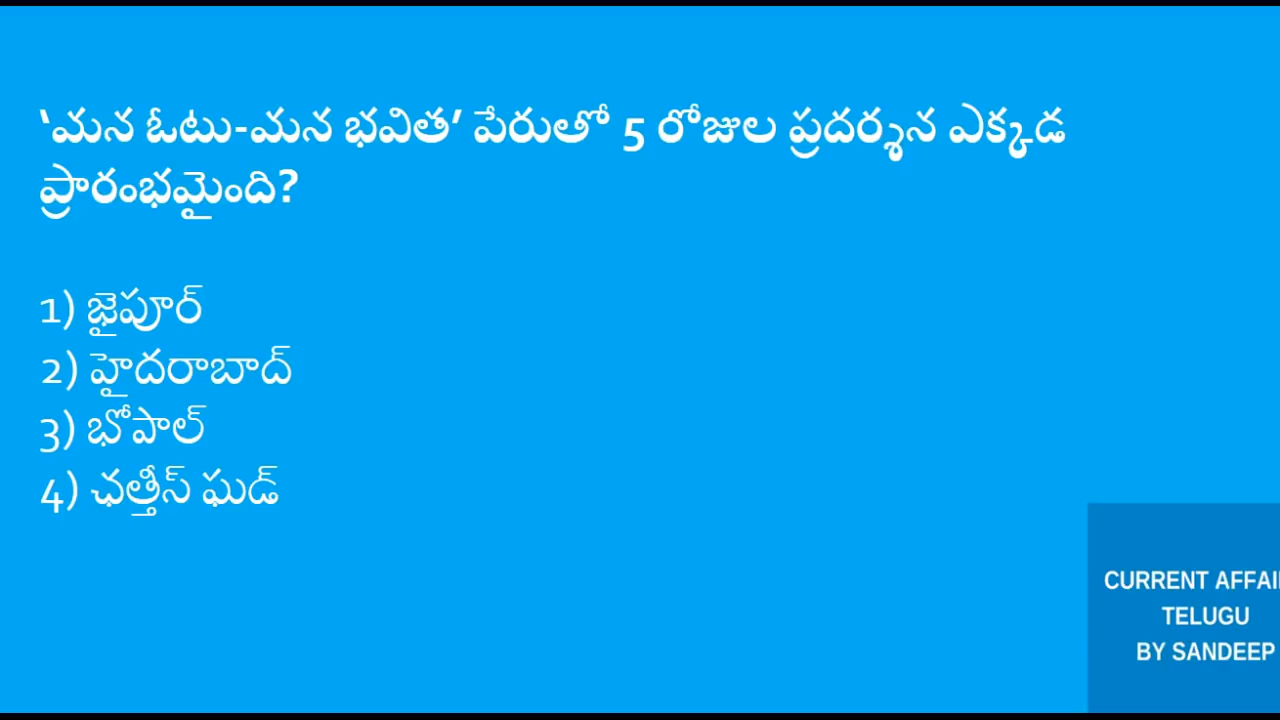 ‘మన ఓటు-మన భవిత’ పేరుతో 5 రోజుల ప్రదర్శన ఎక్కడ
ప్రారంభమైంది?
1) జైపూర్
2) హైదరాబాద్
3) భోపాల్
4) ఛత్తీస్ ఘడ్
CURRENT AFFAI
TELUGU
BY SANDEEP